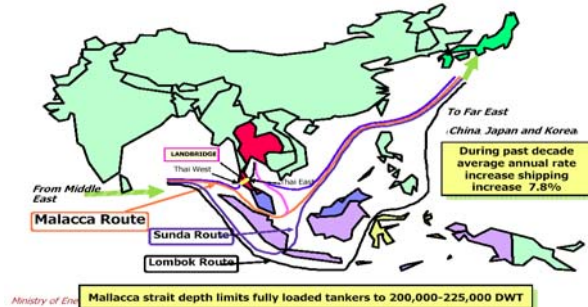 To Far East
China, Japan and Korea
During past decade
average annual rate
increase shipping
increase 7.8%
LANDBRIDGE
Thai West
Thai East
From Middle
East
Malacca Route
Sunda Route
Lombok Route
Ministry of
Mallacca strait depth limits fully loaded tankers to 200,000-225,000 DWT